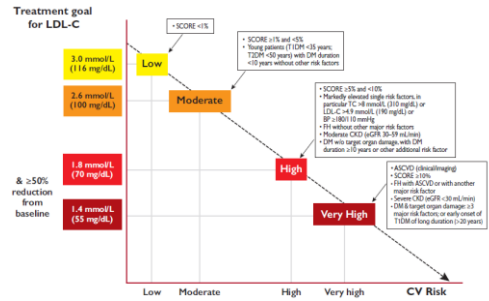 Treatment goal
for LDL-C
3.0 mmol/L
(116 mg/dL)
2.6 mmol/L
(100 mg/dL)
1.8 mmol/L
(70 mg/dL)
1.4 mmol/L
(55 mg/dL)
& ≥50%
reduction
from
baseline
Low
• SCORE <1%
Moderate
• SCORE ≥1% and <5%
• Young patients (T1DM <35 years;
T2DM <50 years) with DM duration
<10 years without other risk factors
High
• SCORE ≥5% and <10%
• Markedly elevated single risk factors, in
particular TC >8 mmol/L (310 mg/dL) or
LDL-C >4.9 mmol/L (190 mg/dL) or
BP ≥180/110 mmHg
• FH without other major risk factors
• Moderate CKD (eGFR 30–59 mL/min)
• DM w/o target organ damage, with DM
duration ≥10 years or other additional risk factor
Very High
• ASCVD (clinical/imaging)
• SCORE ≥10%
• FH with ASCVD or with another
major risk factor
• Severe CKD (eGFR <30 mL/min)
• DM & target organ damage: ≥3
major risk factors; or early onset of
T1DM of long duration (>20 years)
Low
Moderate
High
Very high
CV Risk